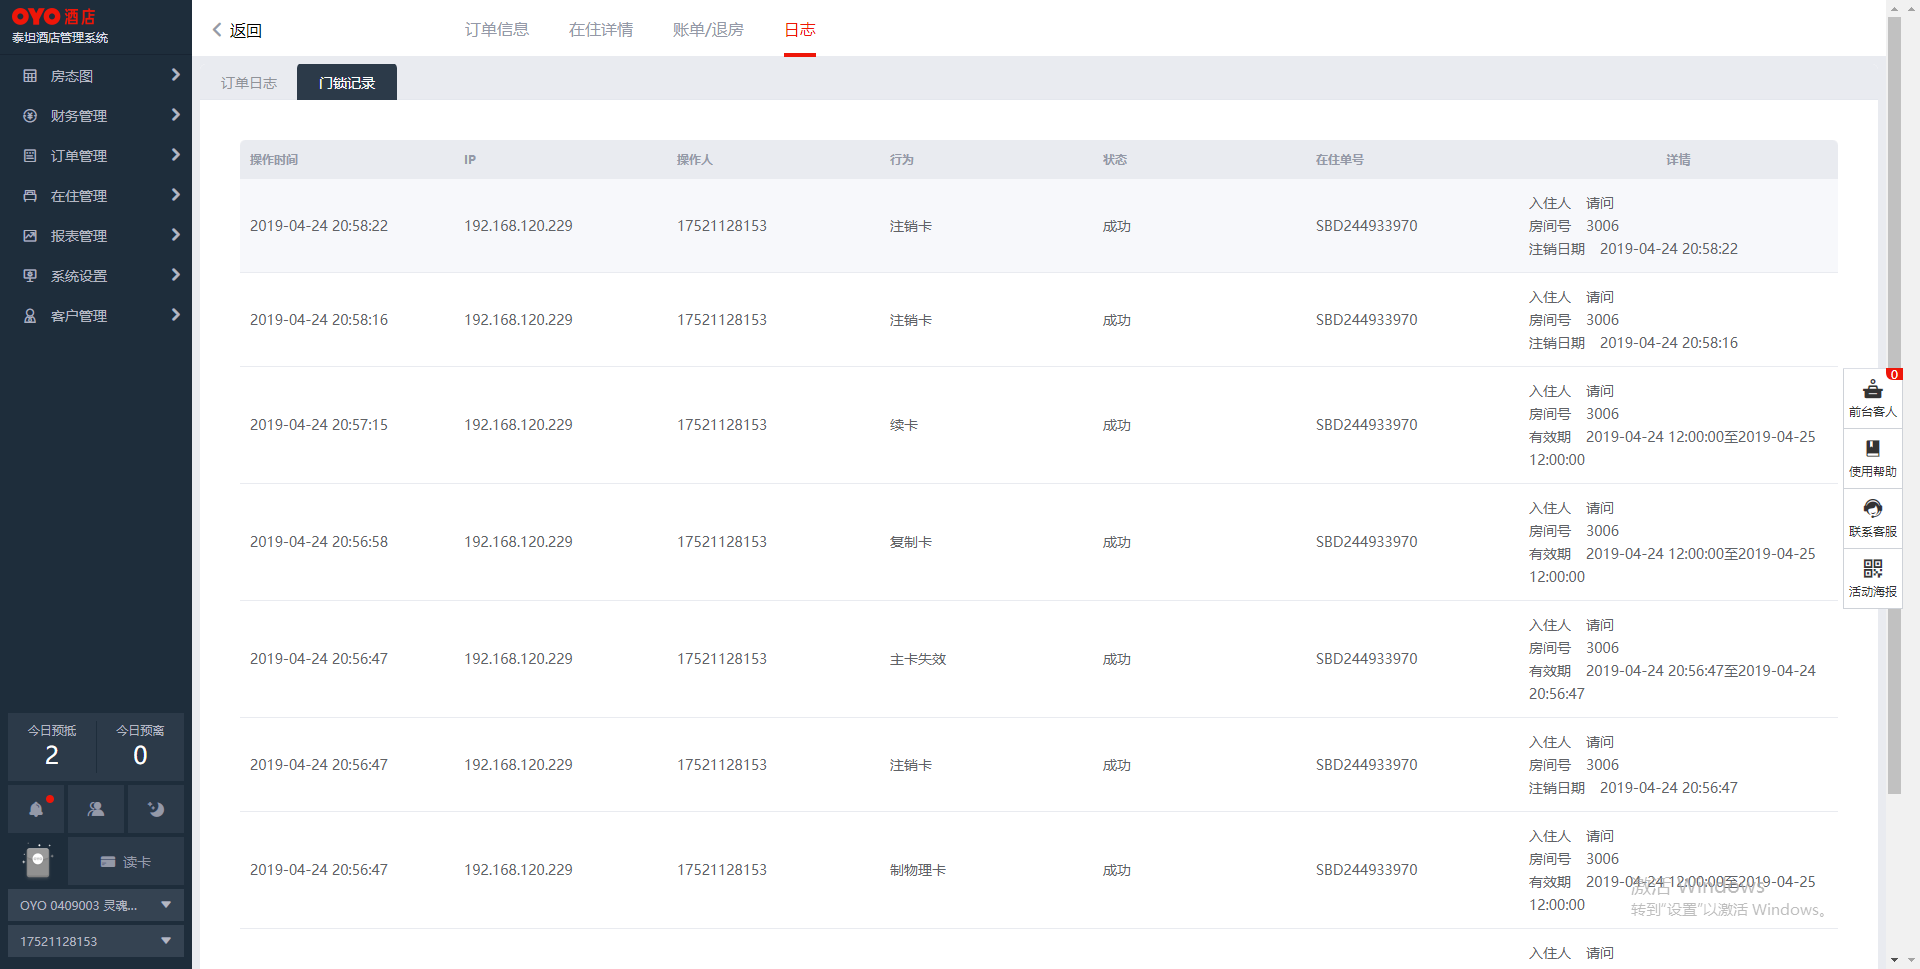 OYO 酒店
泰坦酒店管理系统
房态图
财务管理
订单管理
在住管理
报表管理
系统设置
客户管理
今日预抵 今日预离
2 0
读卡
OYO 0409003 灵魂...
17521128153
返回 订单信息 在住详情 账单/退房 日志
订单日志 门锁记录
操作时间 IP 操作人 行为 状态 在住单号 详情
2019-04-24 20:58:22 192.168.120.229 17521128153 注销卡 成功 SBD244933970
入住人 请问
房间号 3006
注销日期 2019-04-24 20:58:22
2019-04-24 20:58:16 192.168.120.229 17521128153 注销卡 成功 SBD244933970
入住人 请问
房间号 3006
注销日期 2019-04-24 20:58:16
2019-04-24 20:57:15 192.168.120.229 17521128153 续卡 成功 SBD244933970
入住人 请问
房间号 3006
有效期 2019-04-24 12:00:00至2019-04-25
12:00:00
2019-04-24 20:56:58 192.168.120.229 17521128153 复制卡 成功 SBD244933970
入住人 请问
房间号 3006
有效期 2019-04-24 12:00:00至2019-04-25
12:00:00
2019-04-24 20:56:47 192.168.120.229 17521128153 主卡失效 成功 SBD244933970
入住人 请问
房间号 3006
有效期 2019-04-24 20:56:47至2019-04-24
20:56:47
2019-04-24 20:56:47 192.168.120.229 17521128153 注销卡 成功 SBD244933970
入住人 请问
房间号 3006
注销日期 2019-04-24 20:56:47
2019-04-24 20:56:47 192.168.120.229 17521128153 制物理卡 成功 SBD244933970
入住人 请问
房间号 3006
有效期 2019-04-24 12:00:00至2019-04-25
12:00:00
入住人 请问
0
前台客人
使用帮助
联系客服
活动海报
激活 Windows
转到“设置”以激活 Windows。